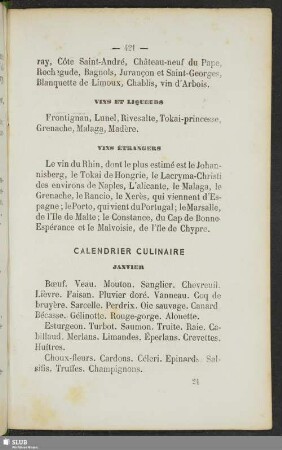 — 421 —
ray, Côte Saint-André, Château-neuf du Pape,
Rochegude, Bagnols, Jurançon et Saint-Georges,
Blanquette de Limoux, Chablis, vin d'Arbois.
VINS ET LIQUEURS
Frontignan, Lunel, Rivesalte, Tokai-princesse,
Grenache, Malaga, Madère.
VINS ÉTRANGERS
Le vin du Rhin, dont le plus estimé est le Johan-
nisberg, le Tokai de Hongrie, le Lacryma-Christi
des environs de Naples, L'alicante, le Malaga, le
Grenache, le Rancio, le Xerès, qui viennent d'Es-
pagne; le Porto, qui vient du Portugal; le Marsalle,
de l'Ile de Malte; le Constance, du Cap de Bonne-
Espérance et le Malvoisie, de l'île de Chypre.
CALENDRIER CULINAIRE
JANVIER
Bœuf. Veau. Mouton. Sanglier. Chevreuil.
Lièvre. Faisan. Pluvier doré. Vanneau. Coq de
bruyère. Sarcelle. Perdrix. Oie sauvage. Canard
Bécasse. Gélinotte. Rouge-gorge. Alouette.
Esturgeon. Turbot. Saumon. Truite. Raie. Ca-
billaud. Merlans. Limandes. Éperlans. Crevettes.
Huîtres.
Choux-fleurs. Cardons. Céleri. Epinards. Sal-
sifis. Truffes. Champignons.
24
SLUB